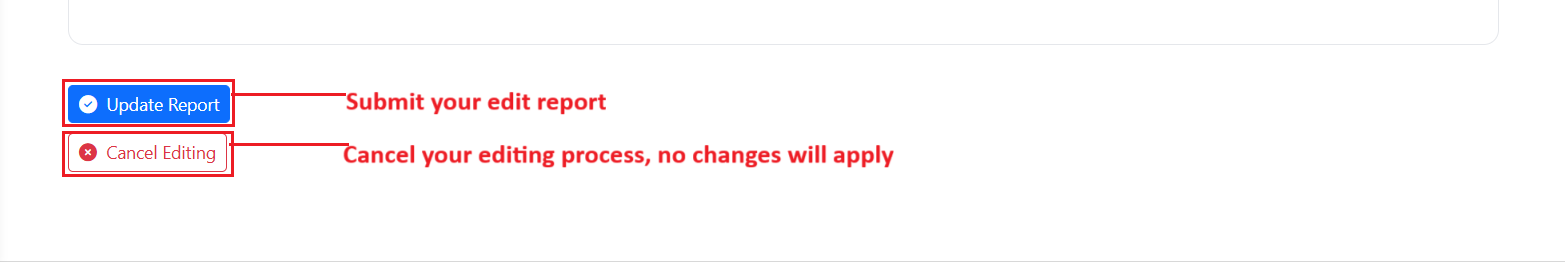 Update Report
Submit your edit report
Cancel Editing
Cancel your editing process, no changes will apply